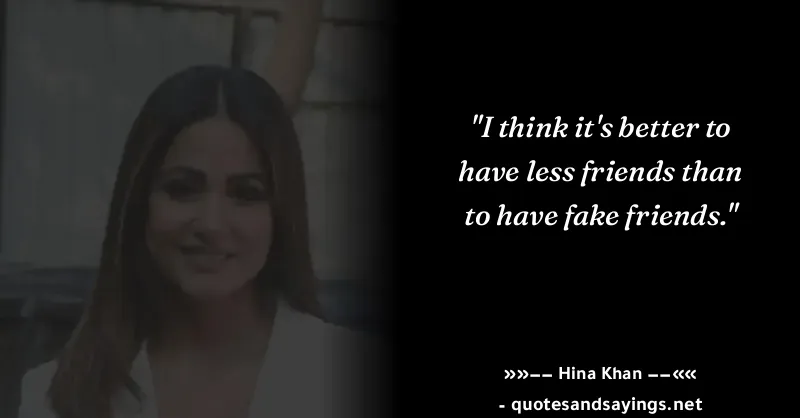 "I think it's better to
have less friends than
to have fake friends."
»»–– Hina Khan ––««
- quotesandsayings.net